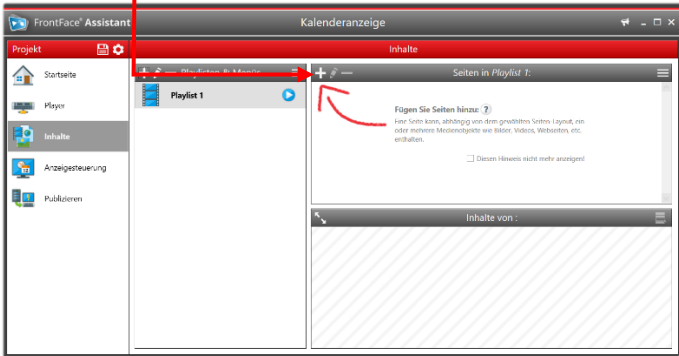 FrontFace® Assistant
Kalenderanzeige
Projekt
Inhalte
Startseite
Player
Inhalte
Anzeigesteuerung
Publizieren
Playlisten & Menüs
Playlist 1
Seiten in Playlist 1:
Fügen Sie Seiten hinzu: ?
Eine Seite kann, abhängig von dem gewählten Seiten-Layout, ein
oder mehrere Medienobjekte wie Bilder, Videos, Webseiten, etc.
enthalten.
Diesen Hinweis nicht mehr anzeigen!
Inhalte von :